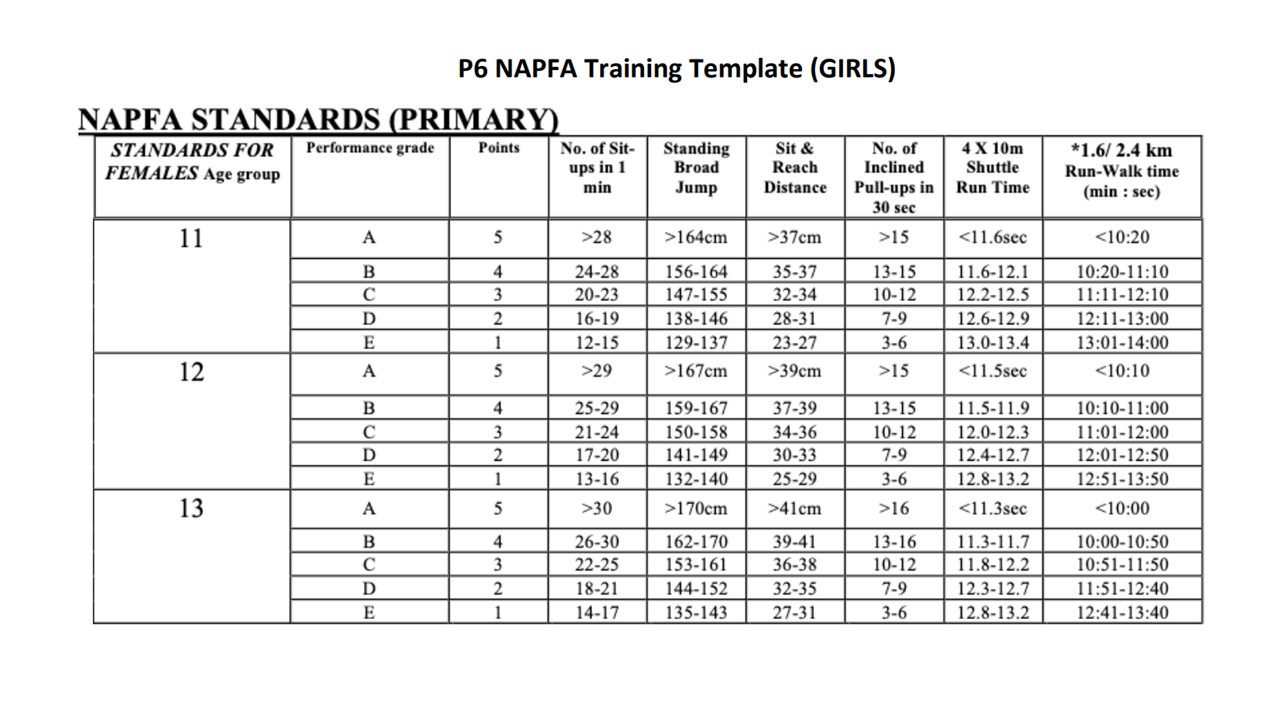 P6 NAPFA Training Template (GIRLS)
NAPFA STANDARDS (PRIMARY)
STANDARDS FOR FEMALES Age group Performance grade Points No. of Sit-ups in 1 min Standing Broad Jump Sit & Reach Distance No. of Inclined Pull-ups in 30 sec 4 X 10m Shuttle Run Time *1.6/ 2.4 km Run-Walk time (min : sec)
11 A 5 >28 >164cm >37cm >15 <11.6sec <10:20
B 4 24-28 156-164 35-37 13-15 11.6-12.1 10:20-11:10
C 3 20-23 147-155 32-34 10-12 12.2-12.5 11:11-12:10
D 2 16-19 138-146 28-31 7-9 12.6-12.9 12:11-13:00
E 1 12-15 129-137 23-27 3-6 13.0-13.4 13:01-14:00
12 A 5 >29 >167cm >39cm >15 <11.5sec <10:10
B 4 25-29 159-167 37-39 13-15 11.5-11.9 10:10-11:00
C 3 21-24 150-158 34-36 10-12 12.0-12.3 11:01-12:00
D 2 17-20 141-149 30-33 7-9 12.4-12.7 12:01-12:50
E 1 13-16 132-140 25-29 3-6 12.8-13.2 12:51-13:50
13 A 5 >30 >170cm >41cm >16 <11.3sec <10:00
B 4 26-30 162-170 39-41 13-16 11.3-11.7 10:00-10:50
C 3 22-25 153-161 36-38 10-12 11.8-12.2 10:51-11:50
D 2 18-21 144-152 32-35 7-9 12.3-12.7 11:51-12:40
E 1 14-17 135-143 27-31 3-6 12.8-13.2 12:41-13:40